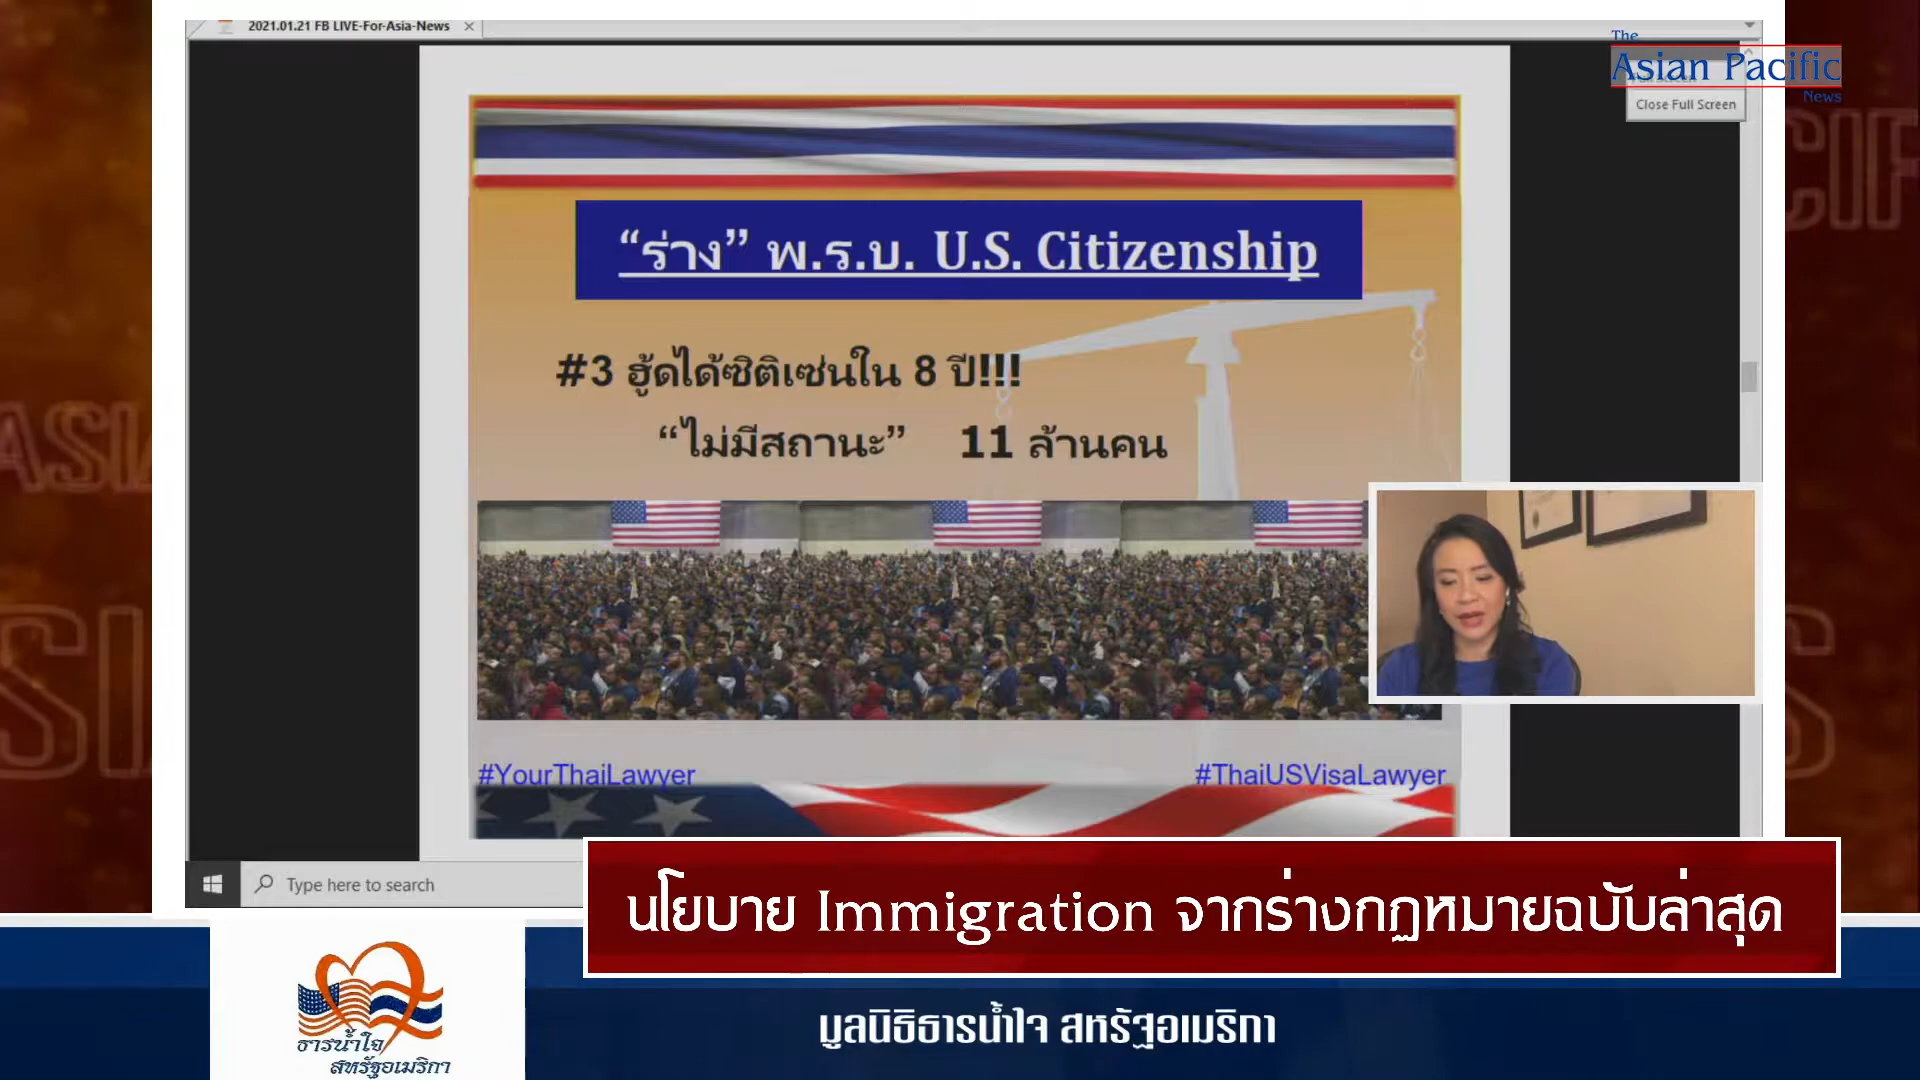 2021.01.21 FB LIVE-For-Asia-News
The
Asian Pacific
News
Close Full Screen
“ร่าง” พ.ร.บ. U.S. Citizenship
#3 ฮู้ดได้ซิติเซ่นใน 8 ปี!!!
“ไม่มีสถานะ” 11 ล้านคน
#YourThaiLawyer
#ThaiUSVisaLawyer
Type here to search
นโยบาย Immigration จากร่างกฎหมายฉบับล่าสุด
ธารน้ำใจ
สหรัฐอเมริกา
มูลนิธิธารน้ำใจ สหรัฐอเมริกา